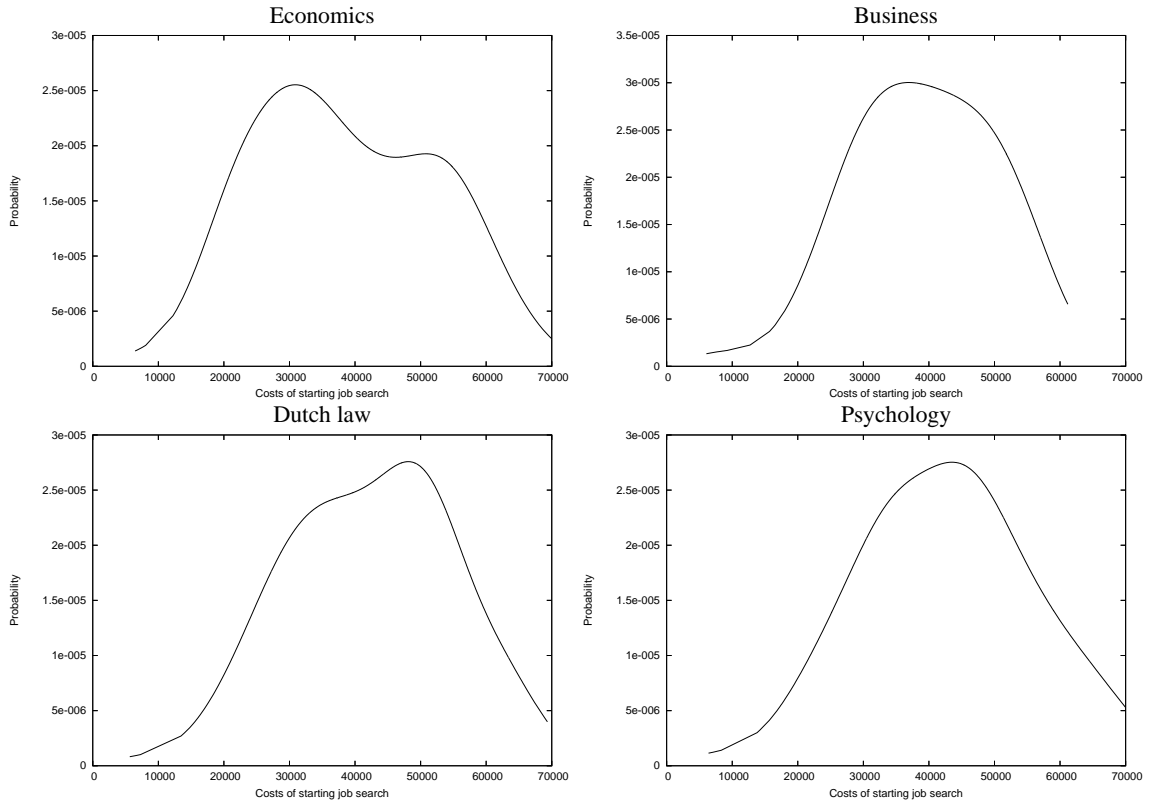 Economics
3e-005
2.5e-005
2e-005
1.5e-005
1e-005
5e-006
0
Probability
0 10000 20000 30000 40000 50000 60000 70000
Costs of starting job search
Business
3.5e-005
3e-005
2.5e-005
2e-005
1.5e-005
1e-005
5e-006
0
Probability
0 10000 20000 30000 40000 50000 60000 70000
Costs of starting job search
Dutch law
3e-005
2.5e-005
2e-005
1.5e-005
1e-005
5e-006
0
Probability
0 10000 20000 30000 40000 50000 60000 70000
Costs of starting job search
Psychology
3e-005
2.5e-005
2e-005
1.5e-005
1e-005
5e-006
0
Probability
0 10000 20000 30000 40000 50000 60000 70000
Costs of starting job search